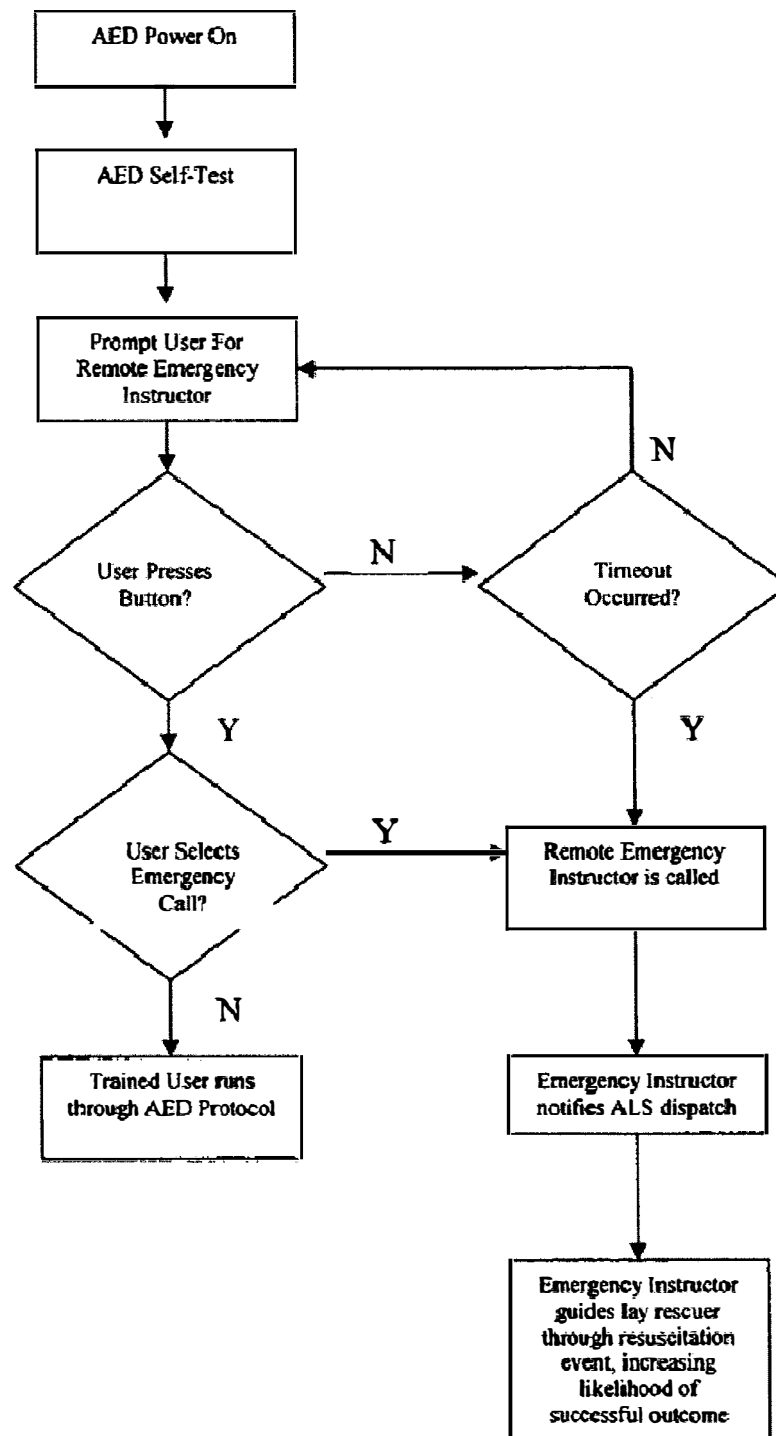 AED Power On
AED Self-Test
Prompt User For
Remote Emergency
Instructor
N
User Presses
Button?
N
Timeout
Occurred?
Y
Y
User Selects
Emergency
Call?
Y
Remote Emergency
Instructor is called
N
Trained User runs
through AED Protocol
Emergency Instructor
notifies ALS dispatch
Emergency Instructor
guides lay rescuer
through resuscitation
event, increasing
likelihood of
successful outcome